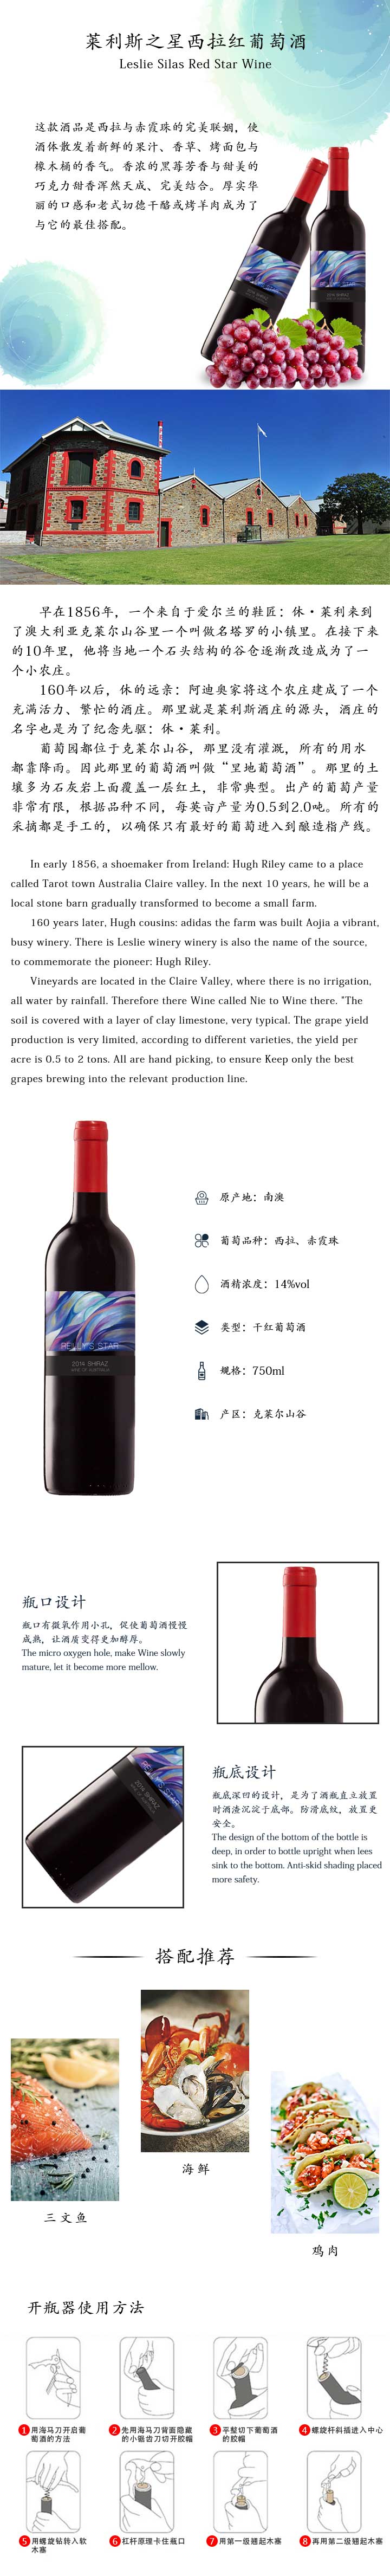 莱利斯之星西拉红葡萄酒
Leslie Silas Red Star Wine
这款酒品是西拉与赤霞珠的完美联姻，使
酒体散发着新鲜的果汁、香草、烤面包与
橡木桶的香气。香浓的黑莓芳香与甜美的
巧克力甜香浑然天成、完美结合。厚实华
丽的口感和老式切德干酪或烤羊肉成为了
与它的最佳搭配。
早在1856年，一个来自于爱尔兰的鞋匠：休·莱利来到
了澳大利亚克莱尔山谷里一个叫做名塔罗的小镇里。在接下来
的10年里，他将当地一个石头结构的谷仓逐渐改造成为了一
个小农庄。
160年以后，休的远亲：阿迪奥家将这个农庄建成了一个
充满活力、繁忙的酒庄。那里就是莱利斯酒庄的源头，酒庄的
名字也是为了纪念先驱：休·莱利。
葡萄园都位于克莱尔山谷，那里没有灌溉，所有的用水
都靠降雨。因此那里的葡萄酒叫做“里地葡萄酒”。那里的土
壤多为石灰岩上面覆盖一层红土，非常典型。出产的葡萄产量
非常有限，根据品种不同，每英亩产量为0.5到2.0吨。所有的
采摘都是手工的，以确保只有最好的葡萄进入到酿造指产线。
In early 1856, a shoemaker from Ireland: Hugh Riley came to a place
called Tarot town Australia Claire valley. In the next 10 years, he will be a
local stone barn gradually transformed to become a small farm.
160 years later, Hugh cousins: adidas the farm was built Aojia a vibrant,
busy winery. There is Leslie winery winery is also the name of the source,
to commemorate the pioneer: Hugh Riley.
Vineyards are located in the Claire Valley, where there is no irrigation,
all water by rainfall. Therefore there Wine called Nie to Wine there. "The
soil is covered with a layer of clay limestone, very typical. The grape yield
production is very limited, according to different varieties, the yield per
acre is 0.5 to 2 tons. All are hand picking, to ensure Keep only the best
grapes brewing into the relevant production line.
原产地：南澳
葡萄品种：西拉、赤霞珠
酒精浓度：14%vol
类型：干红葡萄酒
规格：750ml
产区：克莱尔山谷
2014 SHIRAZ
瓶口设计
瓶口有摄氧作用小孔，促使葡萄酒慢慢
成熟，让酒质变得更加醇厚。
The micro oxygen hole, make Wine slowly
mature, let it become more mellow.
瓶底设计
瓶底深凹的设计，是为了酒瓶直立放置
时酒渣沉淀于底部。防滑底纹，放置更
安全。
The design of the bottom of the bottle is
deep, in order to bottle upright when lees
sink to the bottom. Anti-skid shading placed
more safety.
搭配推荐
三文鱼
海鲜
鸡肉
开瓶器使用方法
1 用海马刀开启葡
萄酒的方法
2 先用海马刀背面隐藏
的小锯齿刀切开胶帽
3 平整切下葡萄酒
的胶帽
4 螺旋杆斜插进入中心
5 用螺旋钻转入软
木塞
6 杠杆原理卡住瓶口
7 用第一级翘起木塞
8 再用第二级翘起木塞